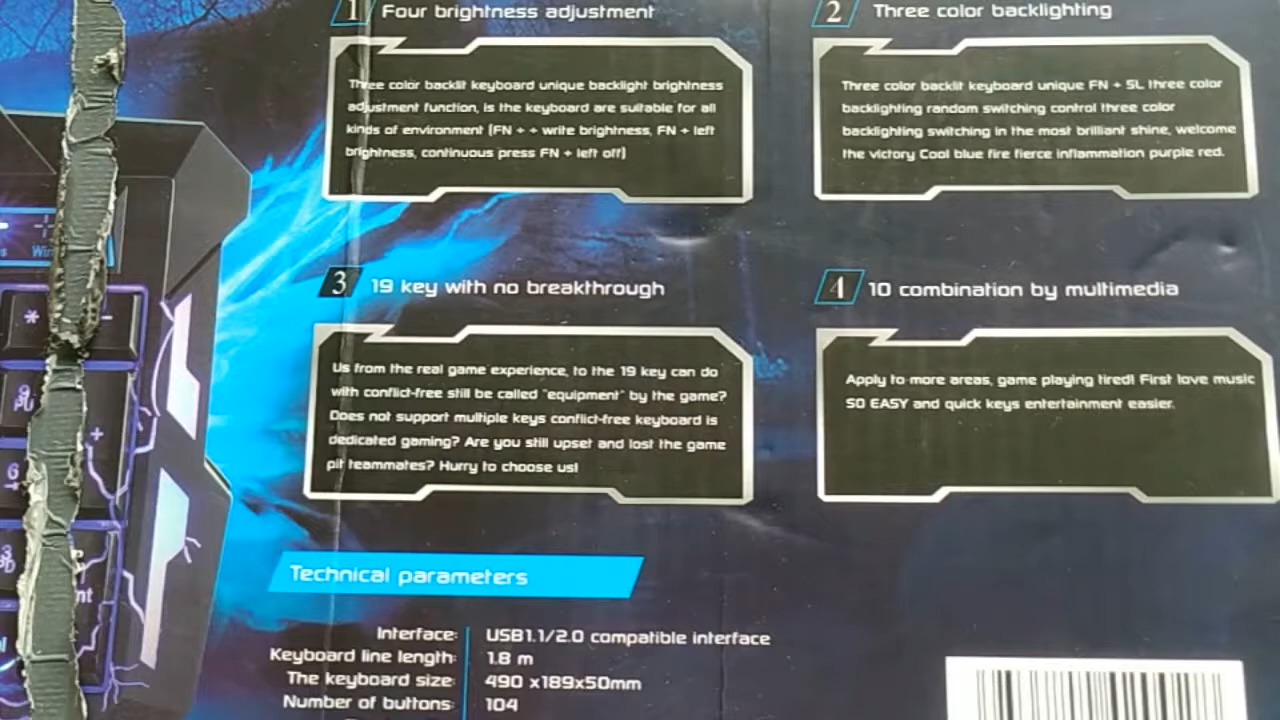 1 Four brightness adjustment
Three color backlit keyboard unique backlight brightness
adjustment function, is the keyboard are suitable for all
kinds of environment (FN + + write brightness, FN + left
brightness, continuous press FN + left off)
2 Three color backlighting
Three color backlit keyboard unique FN + SL three color
backlighting random switching control three color
backlighting switching in the most brilliant shine, welcome
the victory Cool blue fire fierce inflammation purple red.
3 19 key with no breakthrough
Us from the real game experience, to the 19 key can do
with conflict-free still be called "equipment" by the game?
Does not support multiple keys conflict-free keyboard is
dedicated gaming? Are you still upset and lost the game
pit teammates? Hurry to choose us!
4 10 combination by multimedia
Apply to more areas, game playing tired! First love music
SO EASY and quick keys entertainment easier.
Technical parameters
Interface: USB1.1/2.0 compatible interface
Keyboard line length: 1.8 m
The keyboard size: 490 x189x50mm
Number of buttons: 104
* -
+
6